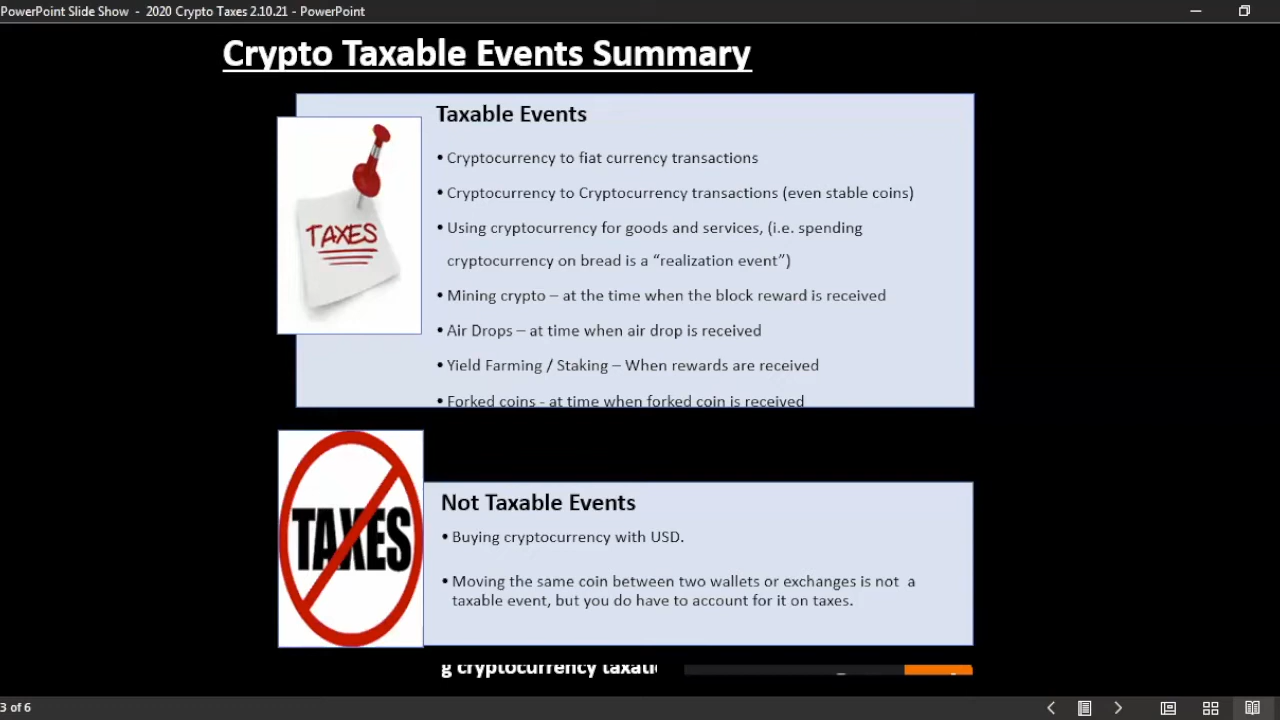 PowerPoint Slide Show - 2020 Crypto Taxes 2.10.21 - PowerPoint
Crypto Taxable Events Summary
Taxable Events
• Cryptocurrency to fiat currency transactions
• Cryptocurrency to Cryptocurrency transactions (even stable coins)
• Using cryptocurrency for goods and services, (i.e. spending
cryptocurrency on bread is a “realization event”)
• Mining crypto – at the time when the block reward is received
• Air Drops – at time when air drop is received
• Yield Farming / Staking – When rewards are received
• Forked coins - at time when forked coin is received
TAXES
Not Taxable Events
• Buying cryptocurrency with USD.
• Moving the same coin between two wallets or exchanges is not a
taxable event, but you do have to account for it on taxes.
TAXES
g cryptocurrency taxati
3 of 6